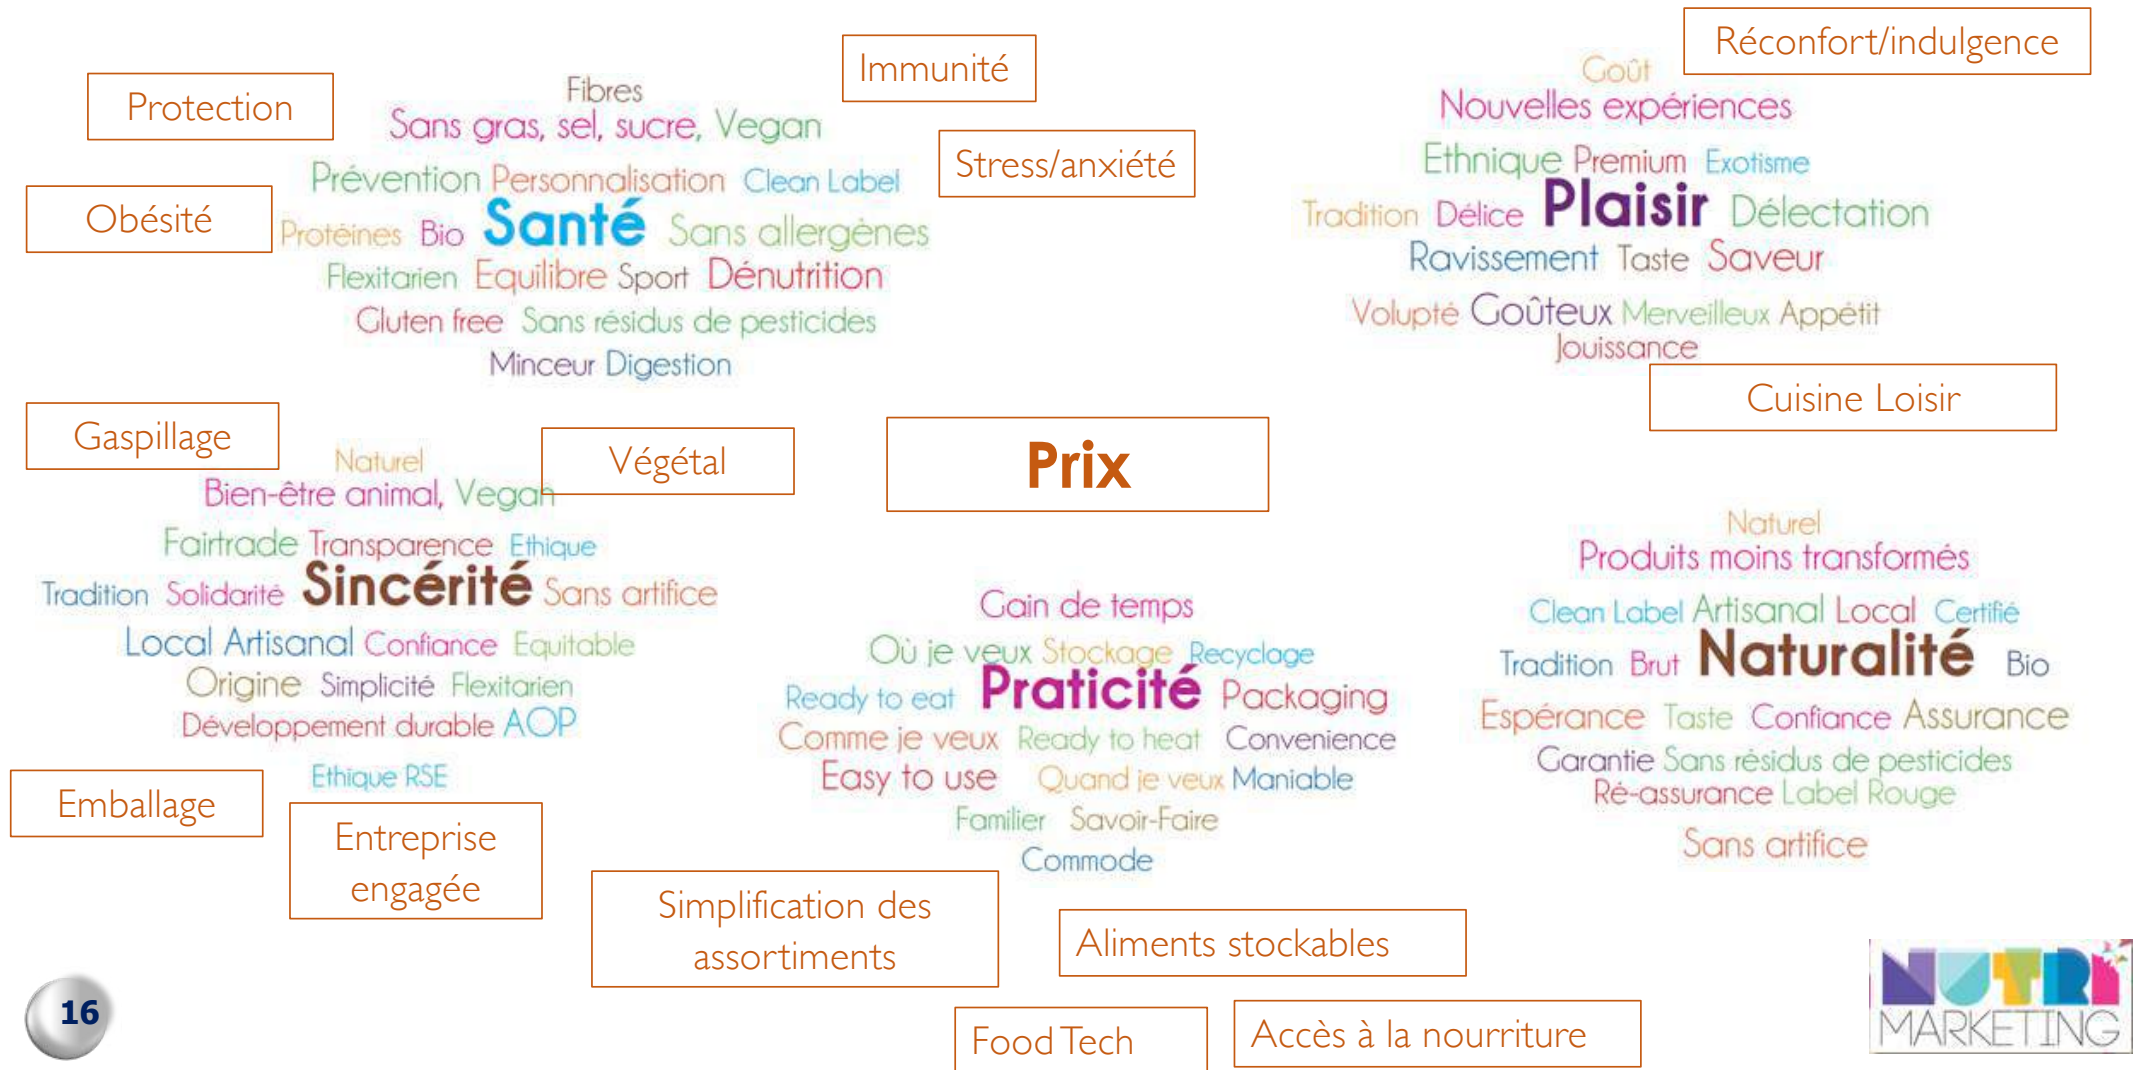 Protection
Immunité
Obésité
Stress/anxiété
Fibres
Sans gras, sel, sucre, Vegan
Prévention Personnalisation Clean Label
Protéines Bio Santé Sans allergènes
Flexitarien Equilibre Sport Dénutrition
Gluten free Sans résidus de pesticides
Minceur Digestion
Réconfort/indulgence
Goût
Nouvelles expériences
Ethnique Premium Exotisme
Tradition Délice Plaisir Délectation
Ravissement Taste Saveur
Volupté Goûteux Merveilleux Appétit
Jouissance
Cuisine Loisir
Gaspillage
Végétal
Prix
Naturel
Bien-être animal, Vegan
Fairtrade Transparence Ethique
Tradition Solidarité Sincérité Sans artifice
Local Artisanal Confiance Equitable
Origine Simplicité Flexitarien
Développement durable AOP
Ethique RSE
Emballage
Entreprise
engagée
Gain de temps
Où je veux Stockage Recyclage
Ready to eat Praticité Packaging
Comme je veux Ready to heat Convenience
Easy to use Quand je veux Maniable
Familier Savoir-Faire
Commode
Naturel
Produits moins transformés
Clean Label Artisanal Local Certifié
Tradition Brut Naturalité Bio
Espérance Taste Confiance Assurance
Garantie Sans résidus de pesticides
Ré-assurance Label Rouge
Sans artifice
Simplification des
assortiments
Aliments stockables
Food Tech
Accès à la nourriture
16
NUTRI
MARKETING